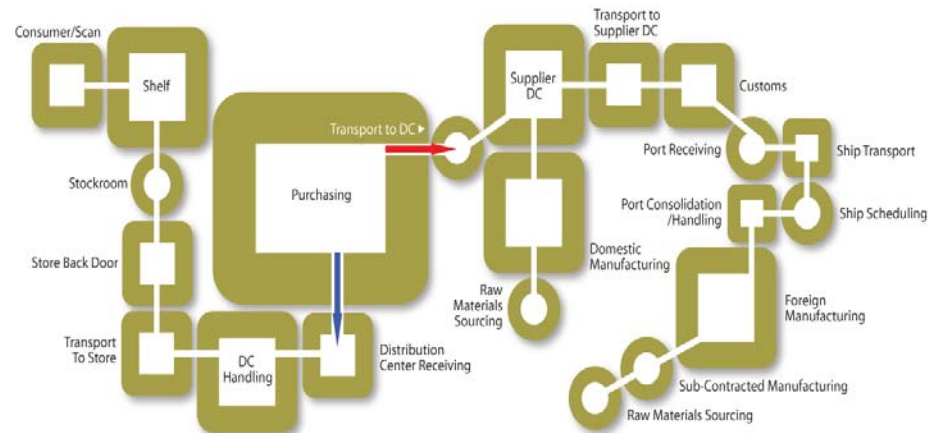 Consumer/Scan
Shelf
Stockroom
Store Back Door
Transport
To Store
DC
Handling
Distribution
Center Receiving
Purchasing
Transport to DC ▸
Supplier
DC
Transport to
Supplier DC
Customs
Port Receiving
Ship Transport
Port Consolidation
/Handling
Ship Scheduling
Domestic
Manufacturing
Raw
Materials
Sourcing
Foreign
Manufacturing
Sub-Contracted Manufacturing
Raw Materials Sourcing